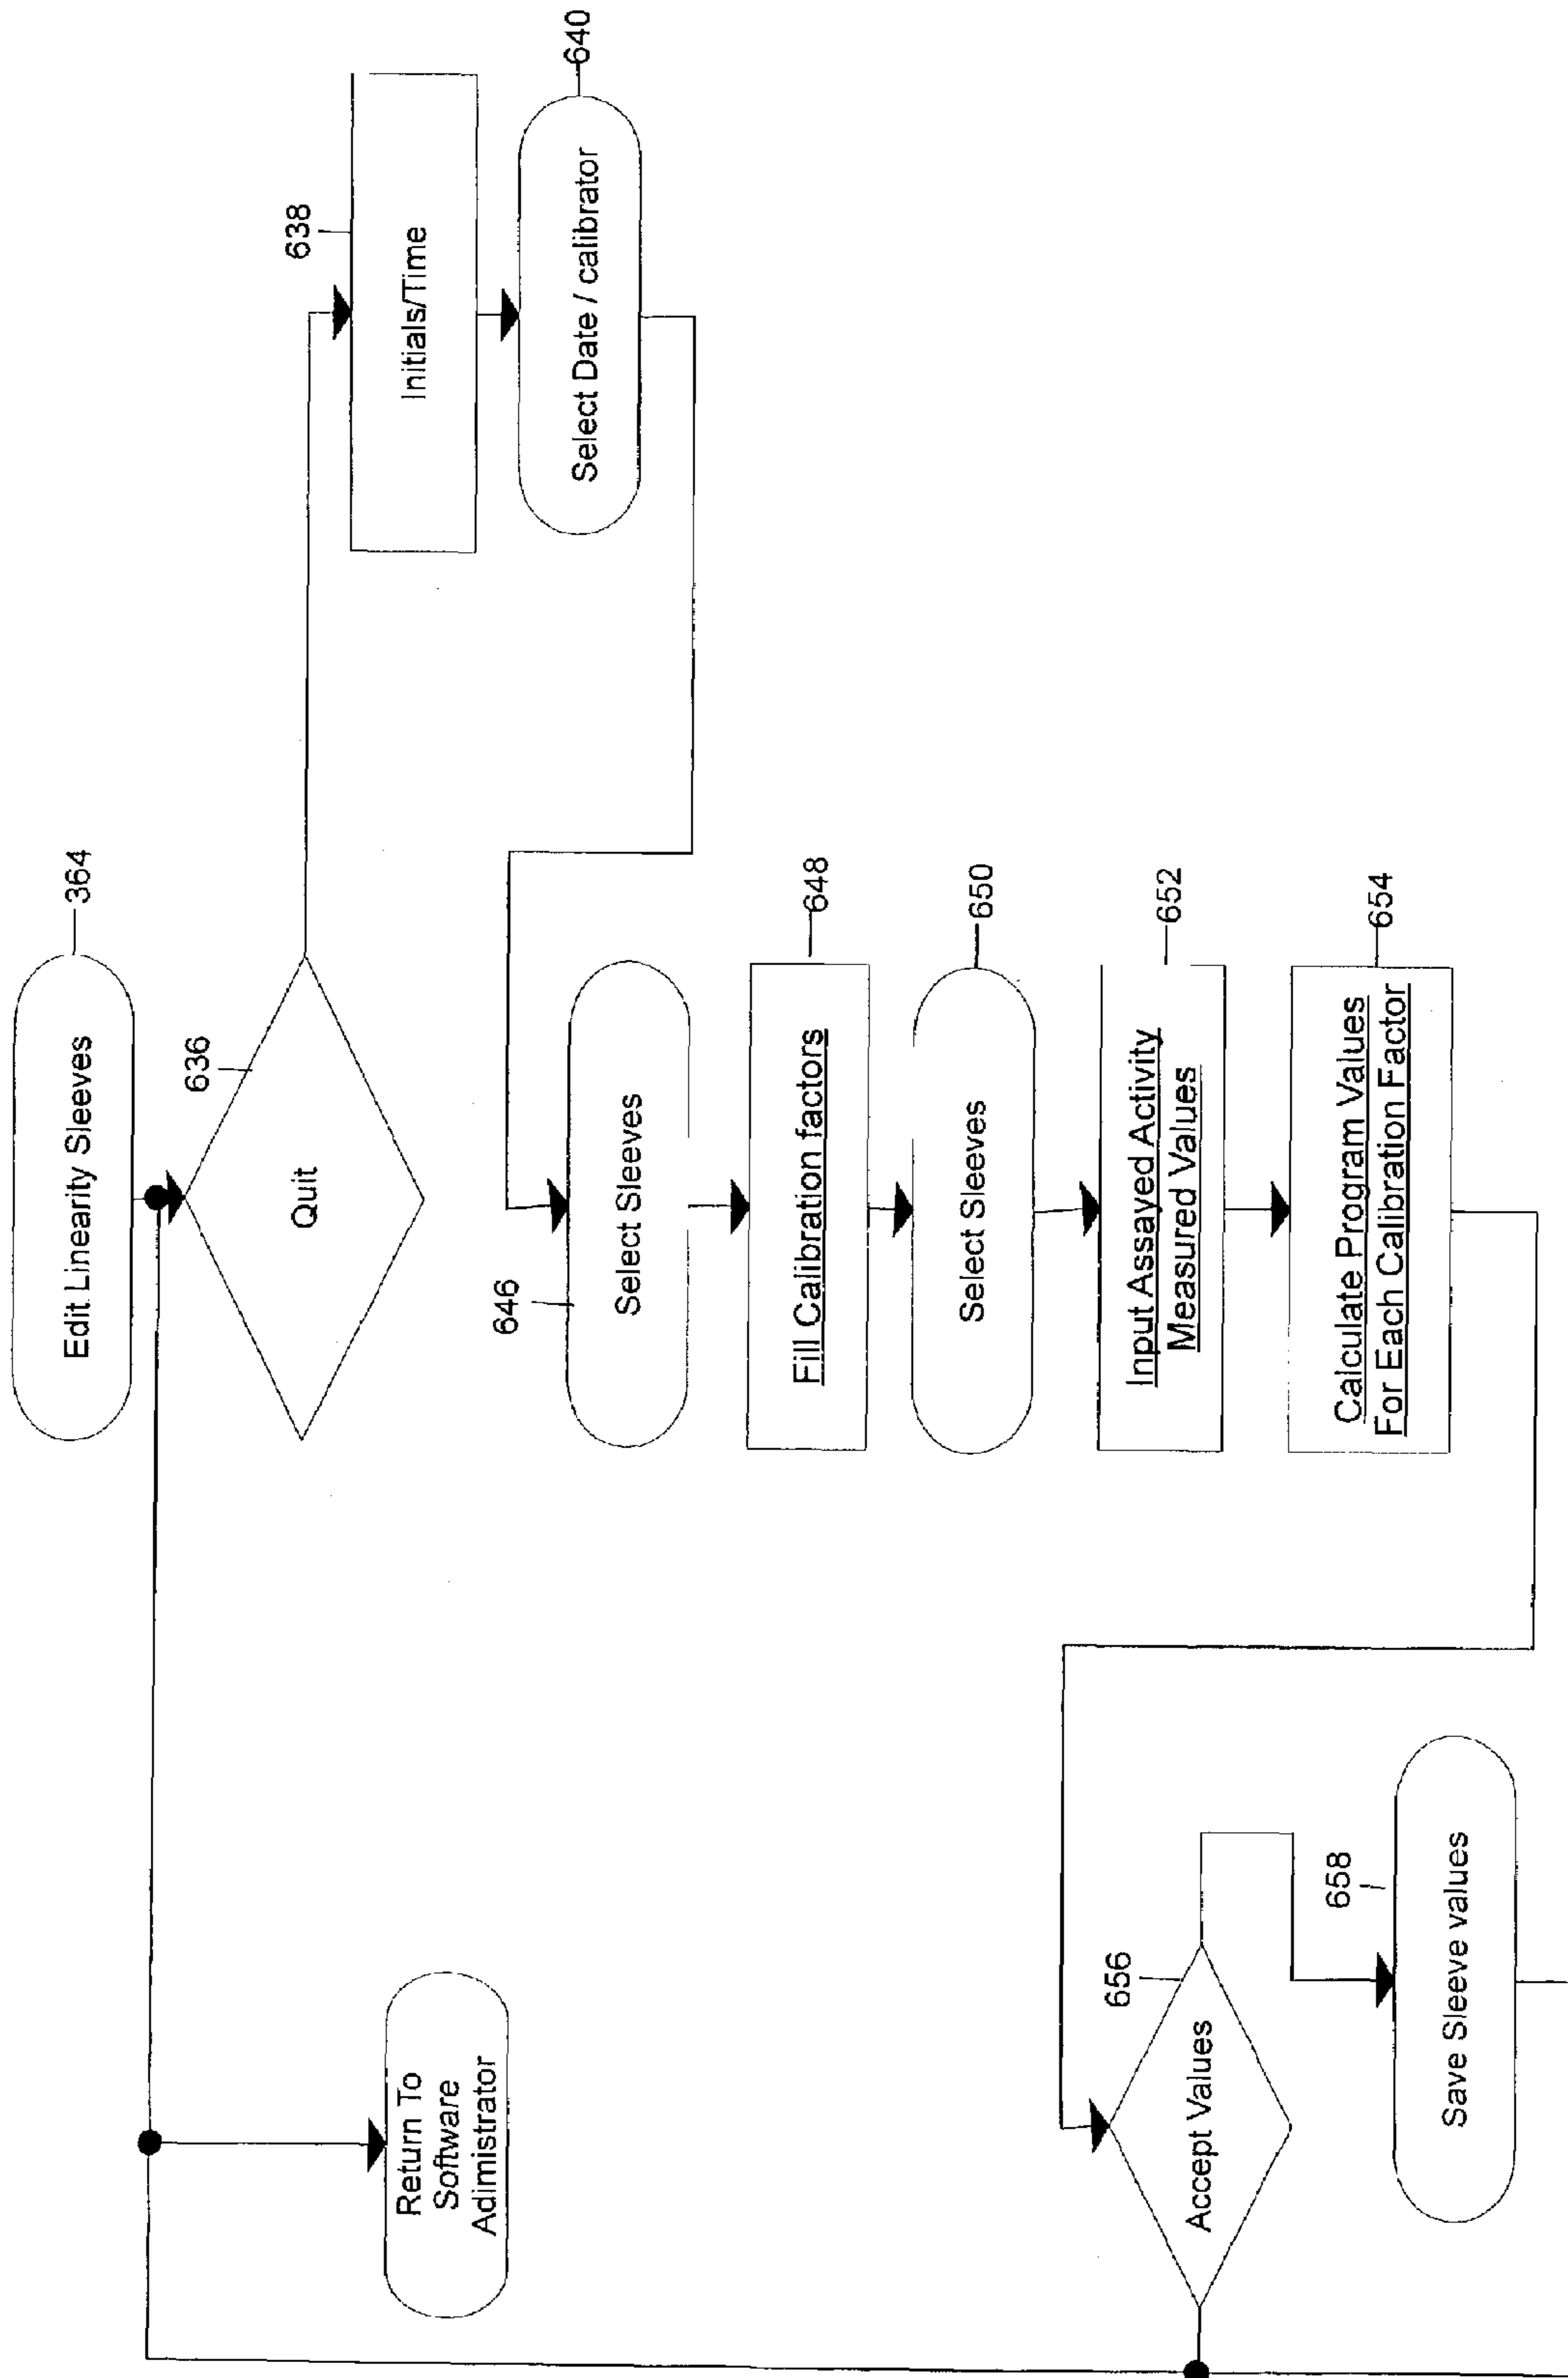 Edit Linearity Sleeves
364
636
Quit
638
Initials/Time
640
Select Date / calibrator
646
Select Sleeves
648
Fill Calibration factors
650
Select Sleeves
652
Input Assayed Activity
Measured Values
654
Calculate Program Values
For Each Calibration Factor
Return To
Software
Adimistrator
656
Accept Values
658
Save Sleeve values